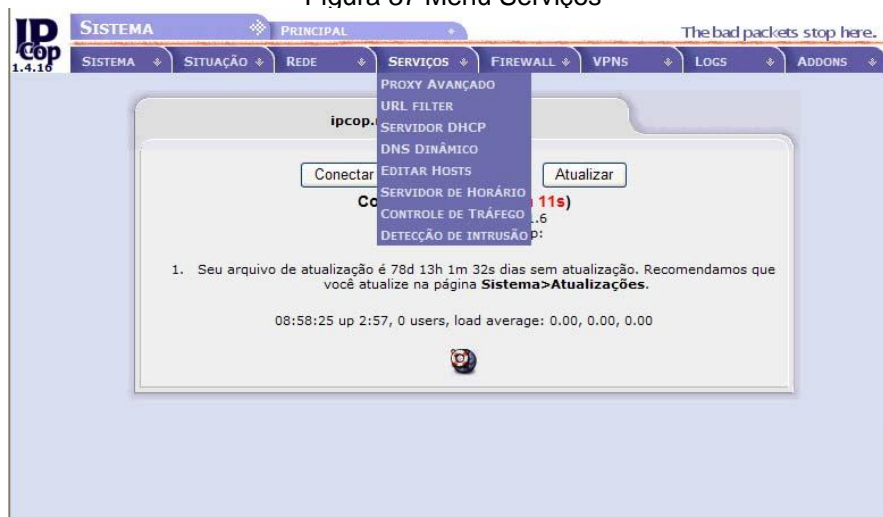 Figura 37 Menu Serviços
SISTEMA PRINCIPAL The bad packets stop here.
IPCop
1.4.16
SISTEMA SITUAÇÃO REDE SERVIÇOS FIREWALL VPNS LOGS ADDONS
PROXY AVANÇADO
URL FILTER
SERVIDOR DHCP
DNS DINÂMICO
EDITAR HOSTS
SERVIDOR DE HORÁRIO
CONTROLE DE TRÁFEGO
DETECÇÃO DE INTRUSÃO
Conectar Atualizar
11s)
1. Seu arquivo de atualização é 78d 13h 1m 32s dias sem atualização. Recomendamos que
você atualize na página Sistema>Atualizações.
08:58:25 up 2:57, 0 users, load average: 0.00, 0.00, 0.00